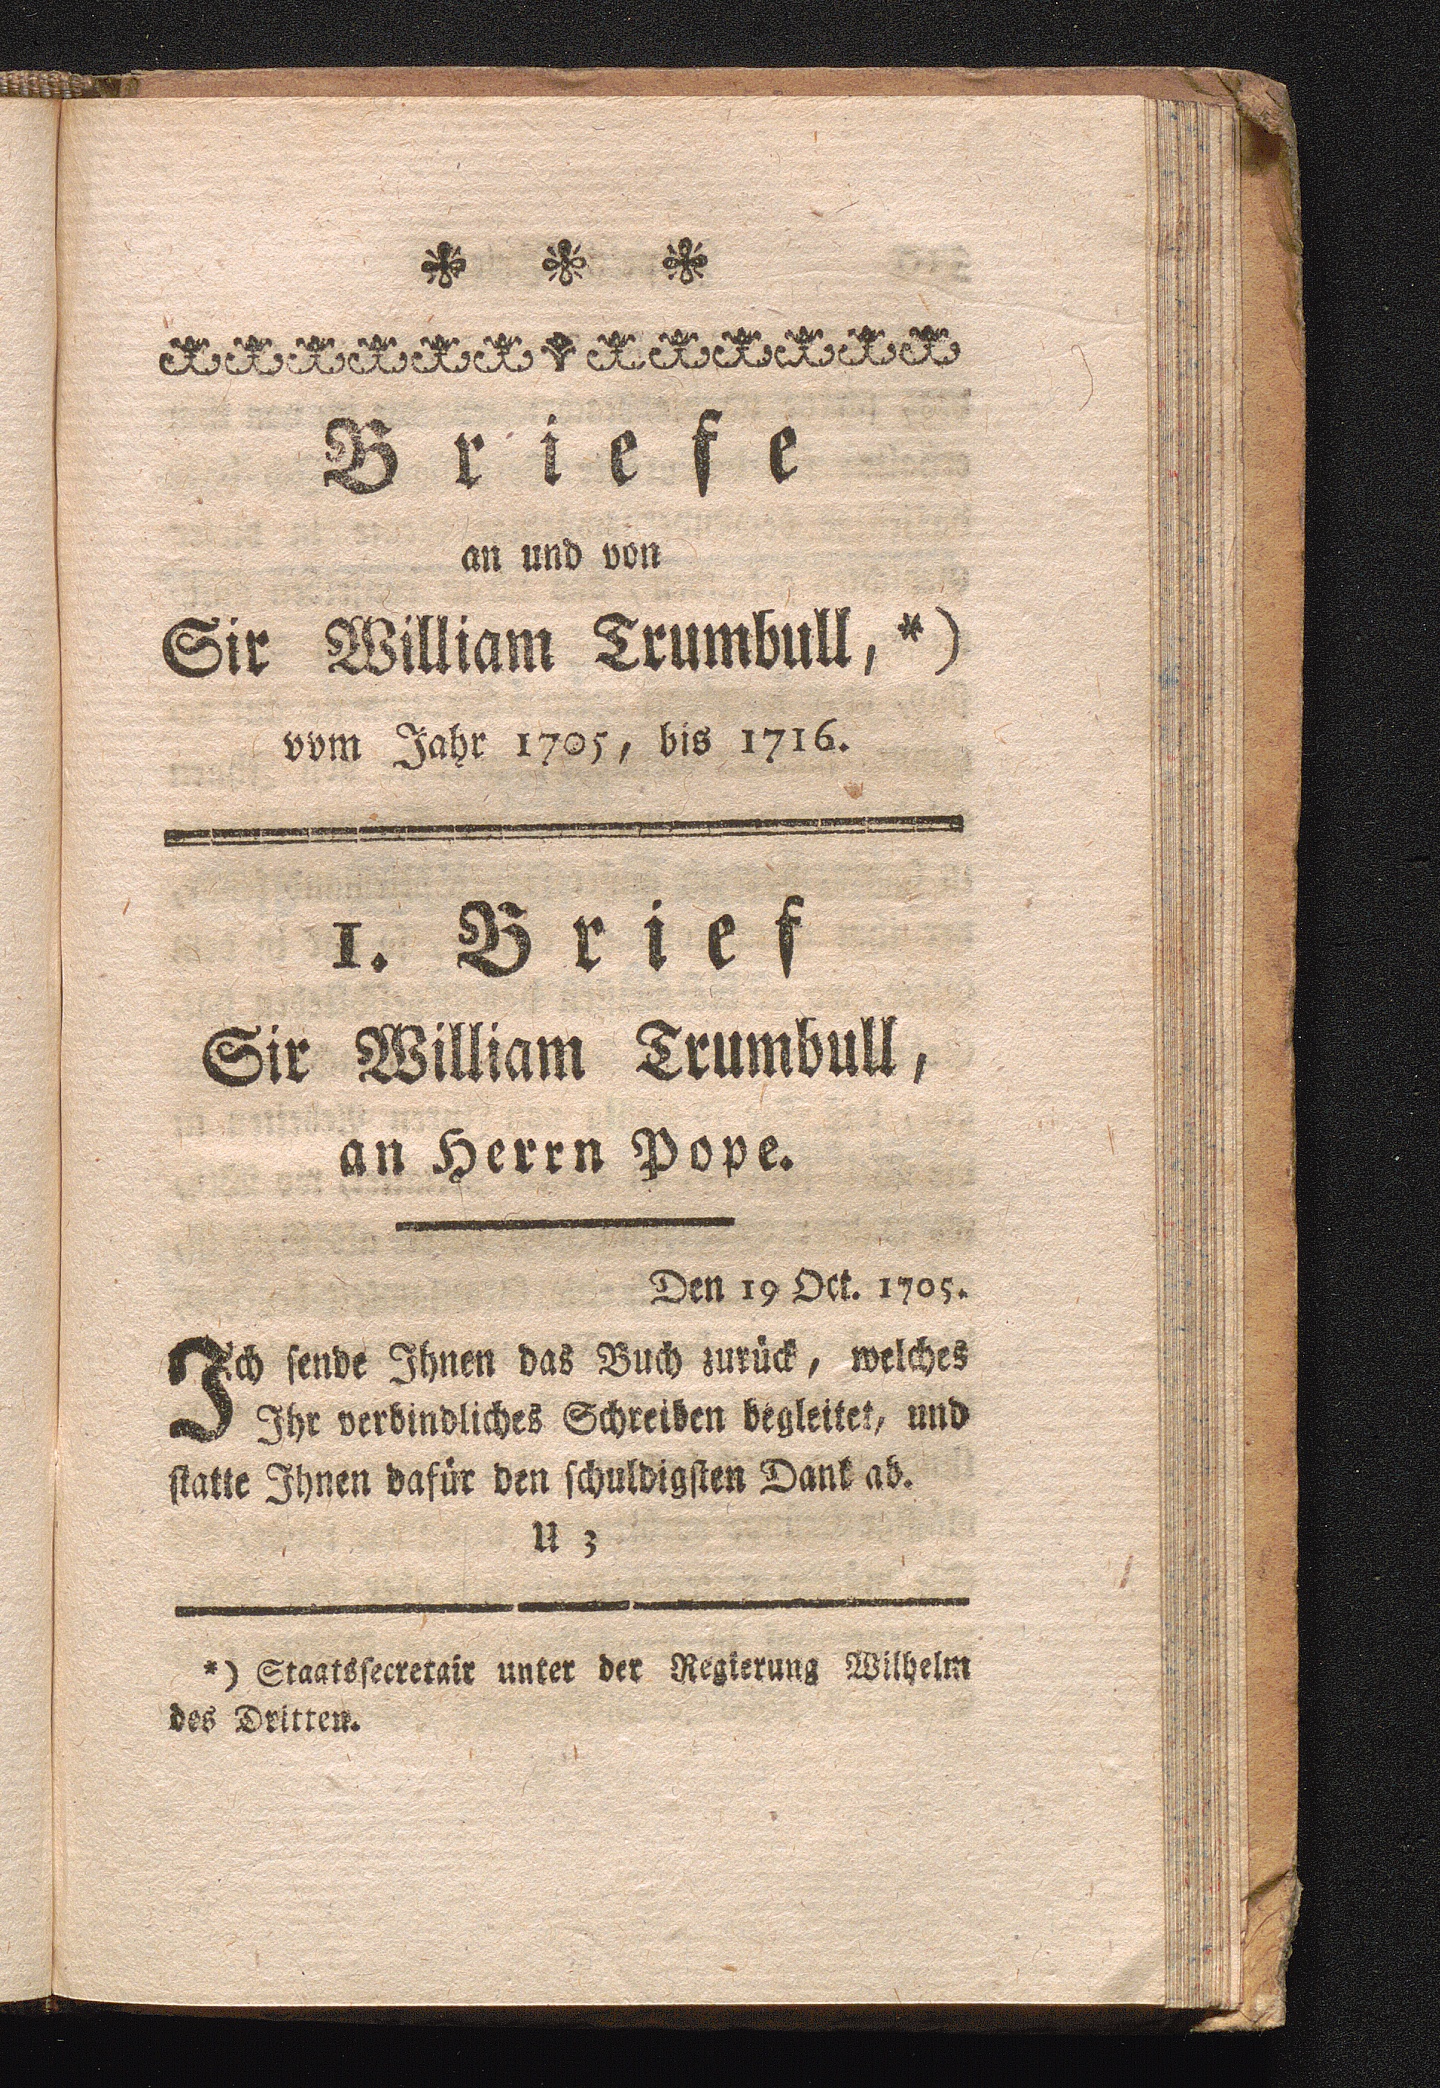 Briefe
an und von
Sir William Trumbull, *)
vvm Jahr 1705, bis 1716.
1. Brief
Sir William Trumbull,
an Herrn Pope.
Den 19 Oct. 1705.
Ich sende Ihnen das Buch zurück, welches
Ihr verbindliches Schreiben begleitet, und
statte Ihnen dafür den schuldigsten Dank ab.
U 3
*) Staatssecretair unter der Regierung Wilhelm
des Dritten.